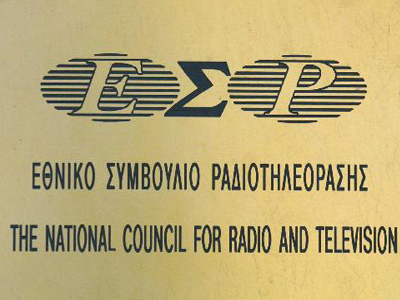 ΕΣΡ
ΕΘΝΙΚΟ ΣΥΜΒΟΥΛΙΟ ΡΑΔΙΟΤΗΛΕΟΡΑΣΗΣ
THE NATIONAL COUNCIL FOR RADIO AND TELEVISION